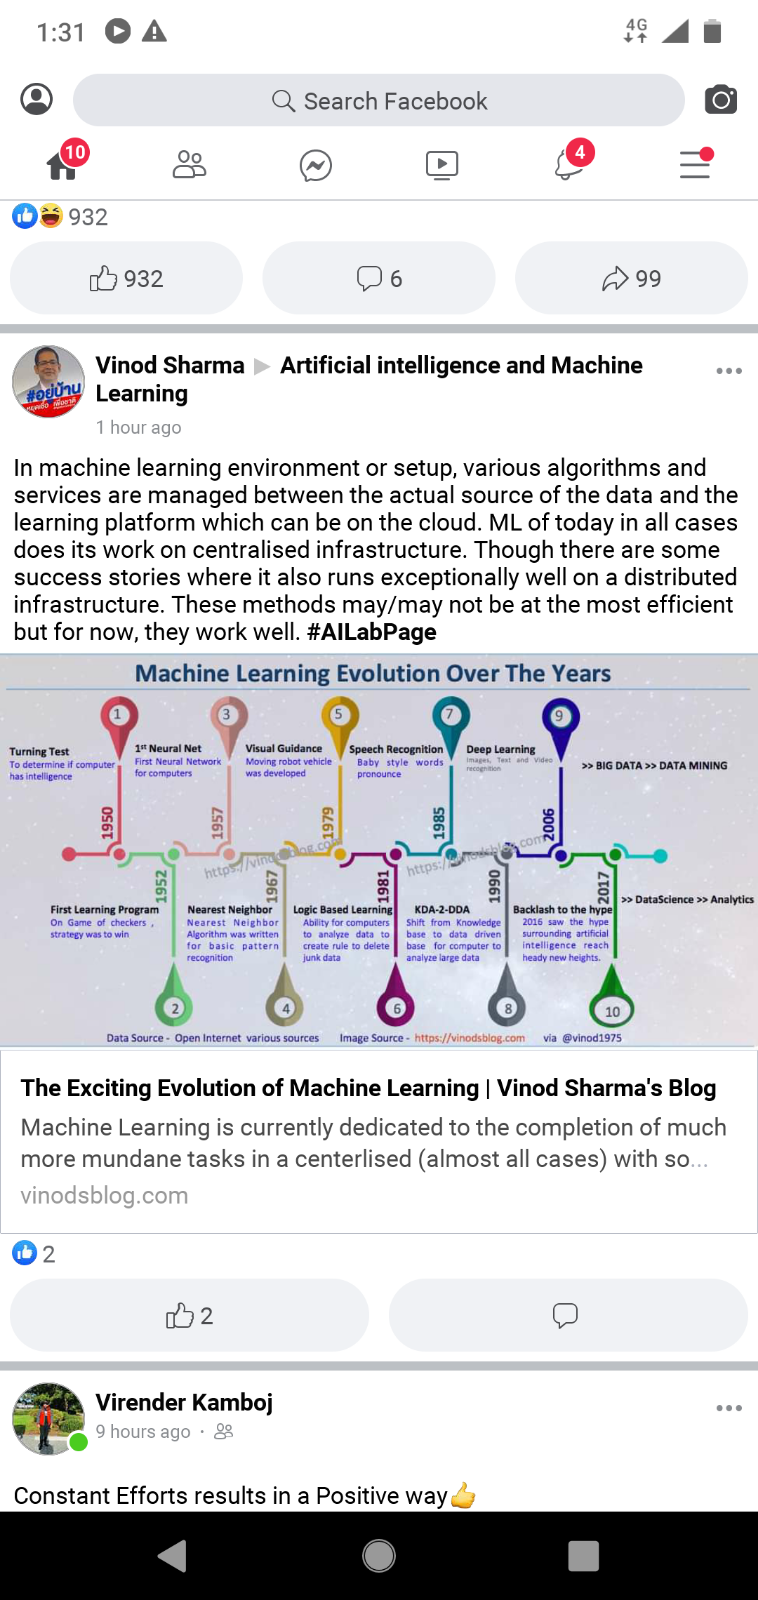 1:31
4G
Search Facebook
10
4
932
932
6
99
Vinod Sharma ▶ Artificial intelligence and Machine
Learning
1 hour ago
#อยู่บ้าน
In machine learning environment or setup, various algorithms and
services are managed between the actual source of the data and the
learning platform which can be on the cloud. ML of today in all cases
does its work on centralised infrastructure. Though there are some
success stories where it also runs exceptionally well on a distributed
infrastructure. These methods may/may not be at the most efficient
but for now, they work well. #AILabPage
Machine Learning Evolution Over The Years
1
3
5
7
9
Turning Test
To determine if computer
has intelligence
1st Neural Net
First Neural Network
for computers
Visual Guidance
Moving robot vehicle
was developed
Speech Recognition
Baby style words
pronounce
Deep Learning
Images, Text and Video
recognition
>> BIG DATA >> DATA MINING
1950
1957
1979
1985
2006
https://vinodsblog.com
https://vinodsblog.com
1952
1967
1981
1990
2017
First Learning Program
On Game of checkers ,
strategy was to win
Nearest Neighbor
Nearest Neighbor
Algorithm was written
for basic pattern
recognition
Logic Based Learning
Ability for computers
to analyze data to
create rule to delete
junk data
KDA-2-DDA
Shift from Knowledge
base to data driven
base for computer to
analyze large data
Backlash to the hype
2016 saw the hype
surrounding artificial
intelligence reach
heady new heights.
>> DataScience >> Analytics
2
4
6
8
10
Data Source - Open Internet various sources Image Source - https://vinodsblog.com via @vinod1975
The Exciting Evolution of Machine Learning | Vinod Sharma's Blog
Machine Learning is currently dedicated to the completion of much
more mundane tasks in a centerlised (almost all cases) with so...
vinodsblog.com
2
2
Virender Kamboj
9 hours ago ·
Constant Efforts results in a Positive way👍